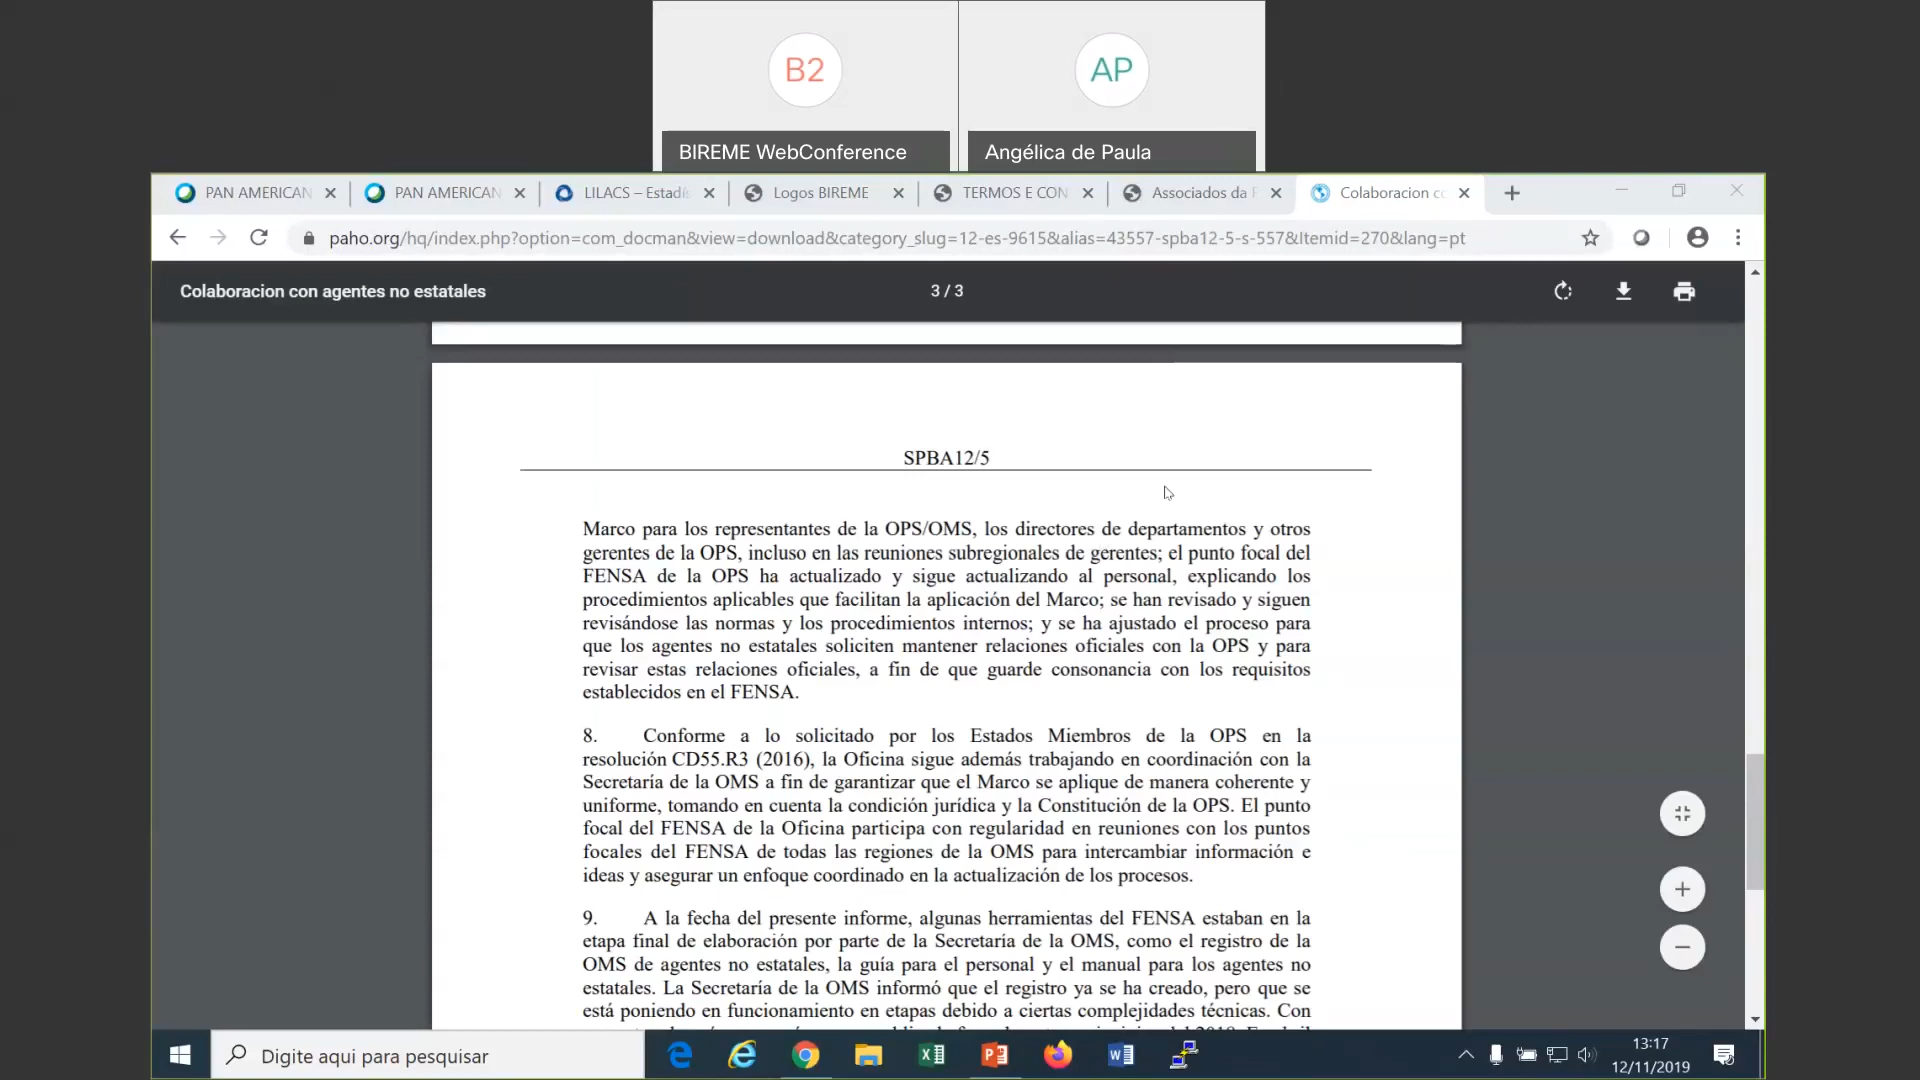 B2
AP
BIREME WebConference
Angélica de Paula
PAN AMERICAN
PAN AMERICAN
LILACS – Estadís
Logos BIREME
TERMOS E CON
Associados da
Colaboracion co
paho.org/hq/index.php?option=com_docman&view=download&category_slug=12-es-9615&alias=43557-spba12-5-s-557&Itemid=270&lang=pt
Colaboracion con agentes no estatales
3 / 3
SPBA12/5
Marco para los representantes de la OPS/OMS, los directores de departamentos y otros
gerentes de la OPS, incluso en las reuniones subregionales de gerentes; el punto focal del
FENSA de la OPS ha actualizado y sigue actualizando al personal, explicando los
procedimientos aplicables que facilitan la aplicación del Marco; se han revisado y siguen
revisándose las normas y los procedimientos internos; y se ha ajustado el proceso para
que los agentes no estatales soliciten mantener relaciones oficiales con la OPS y para
revisar estas relaciones oficiales, a fin de que guarde consonancia con los requisitos
establecidos en el FENSA.
8. Conforme a lo solicitado por los Estados Miembros de la OPS en la
resolución CD55.R3 (2016), la Oficina sigue además trabajando en coordinación con la
Secretaría de la OMS a fin de garantizar que el Marco se aplique de manera coherente y
uniforme, tomando en cuenta la condición jurídica y la Constitución de la OPS. El punto
focal del FENSA de la Oficina participa con regularidad en reuniones con los puntos
focales del FENSA de todas las regiones de la OMS para intercambiar información e
ideas y asegurar un enfoque coordinado en la actualización de los procesos.
9. A la fecha del presente informe, algunas herramientas del FENSA estaban en la
etapa final de elaboración por parte de la Secretaría de la OMS, como el registro de la
OMS de agentes no estatales, la guía para el personal y el manual para los agentes no
estatales. La Secretaría de la OMS informó que el registro ya se ha creado, pero que se
está poniendo en funcionamiento en etapas debido a ciertas complejidades técnicas. Con
Digite aqui para pesquisar
13:17
12/11/2019